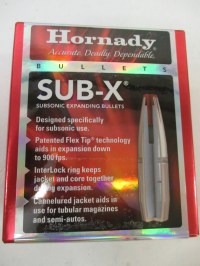 Hornady
Accurate. Deadly. Dependable.
BULLETS
SUB-X®
SUBSONIC EXPANDING BULLETS
• Designed specifically
for subsonic use.
• Patented Flex Tip® technology
aids in expansion down
to 900 fps.
• InterLock ring keeps
jacket and core together
during expansion.
• Cannelured jacket aids in
use for tubular magazines
and semi-autos.